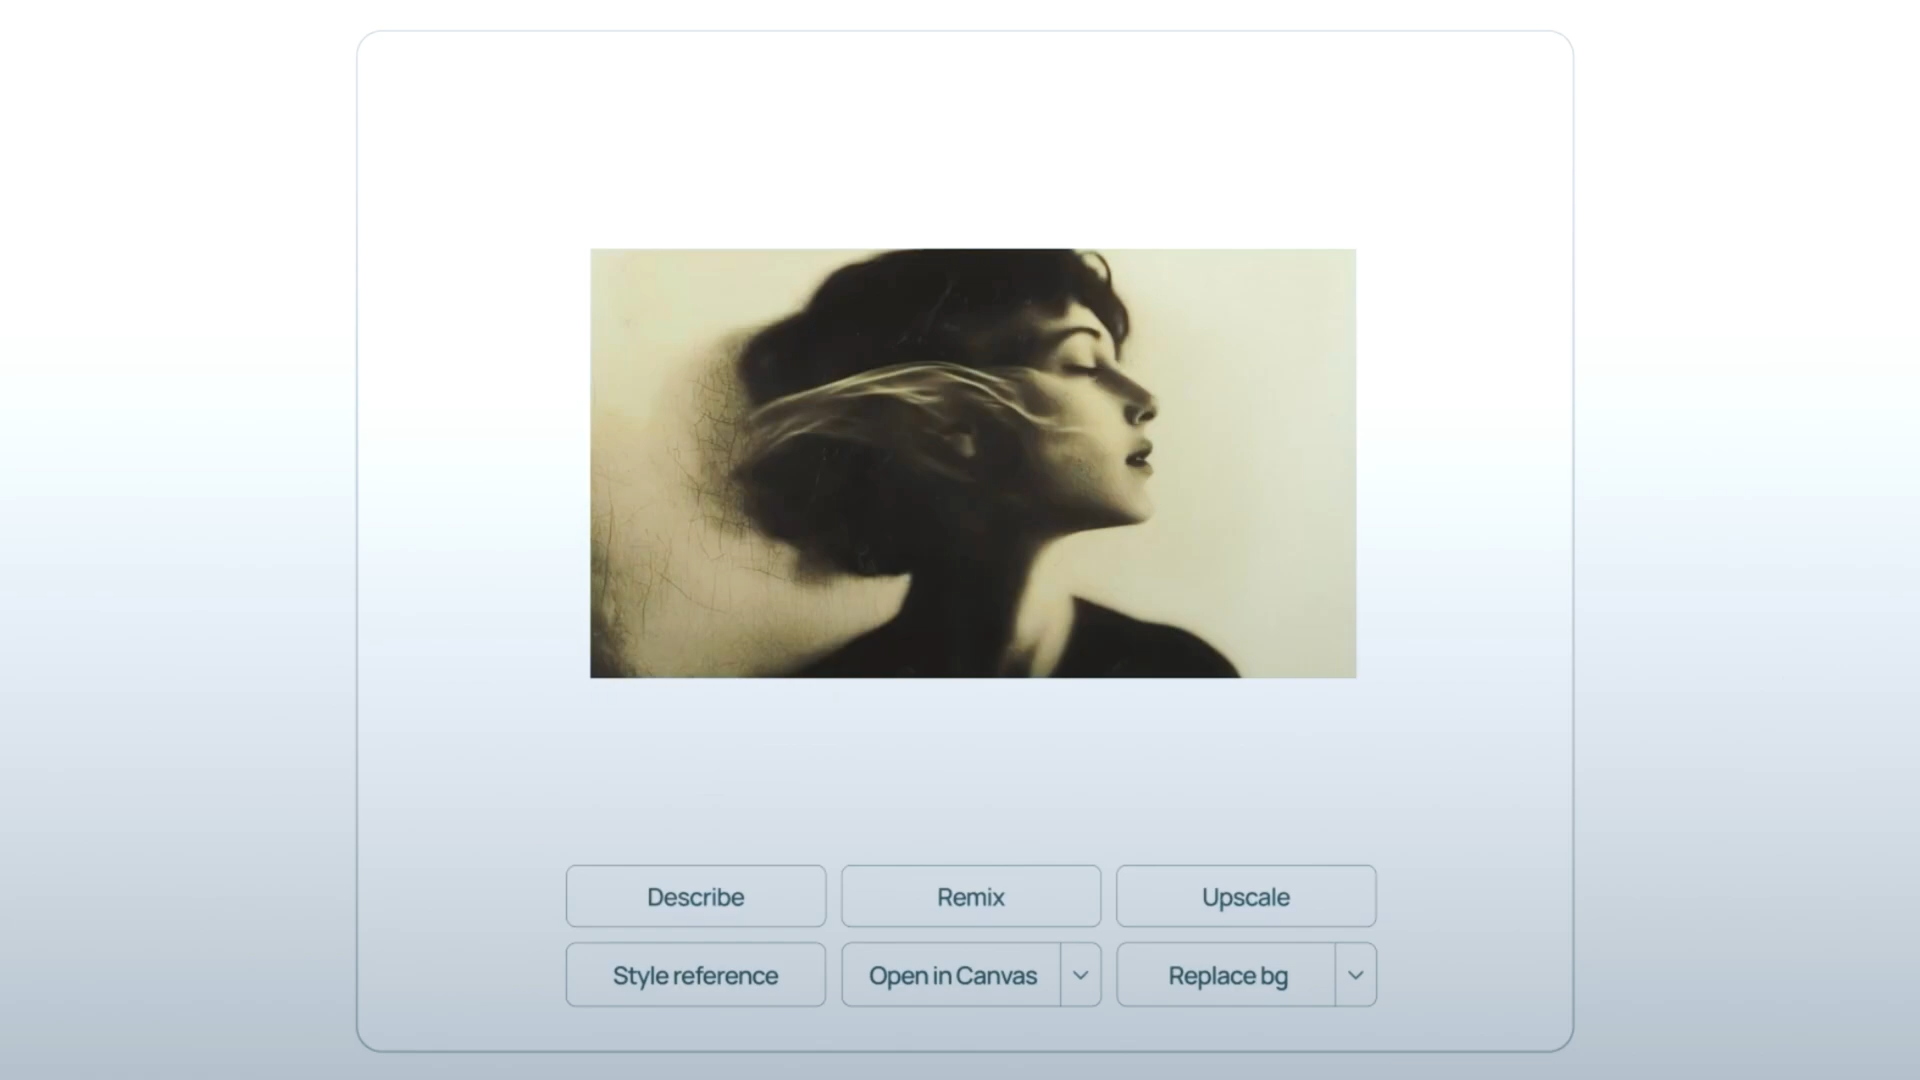 Describe
Remix
Upscale
Style reference
Open in Canvas
Replace bg